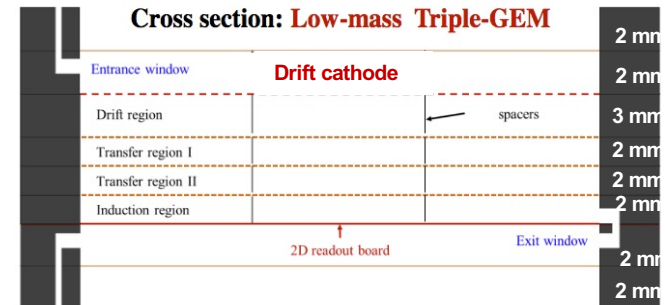 Cross section: Low-mass Triple-GEM
2 mm
Entrance window
Drift cathode
2 mm
Drift region
spacers
3 mm
Transfer region I
2 mm
Transfer region II
2 mm
Induction region
2 mm
2D readout board
Exit window
2 mm
2 mm